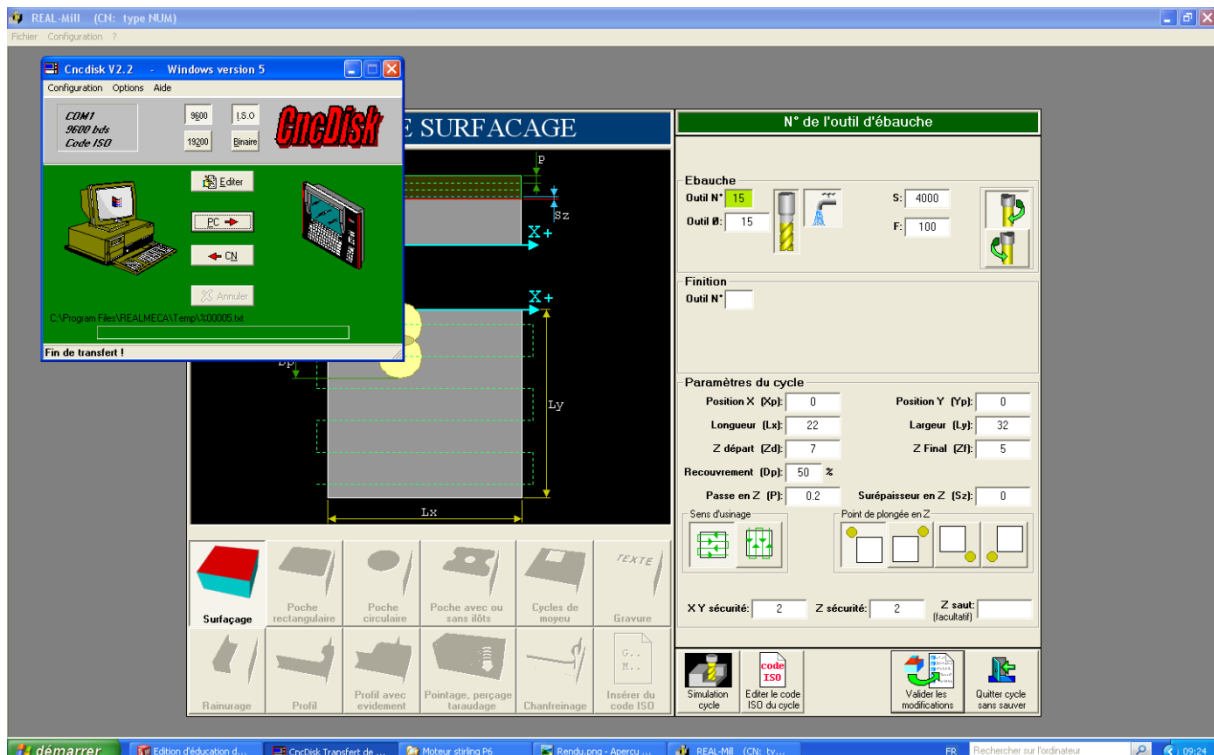 REAL-Mill (CN: type NUM)
Fichier Configuration ?
Cncdisk V2.2 - Windows version 5
Configuration Options Aide
COM1
9600 bds
Code ISO
9600
I.S.O
19200
Binaire
CncDisk
Editer
PC
CN
Annuler
C:\Program Files\REALMECA\Temp\%00005.txt
Fin de transfert !
E SURFACAGE
P
Sz
X+
X+
Dp
Ly
Lx
Surfaçage
Poche rectangulaire
Poche circulaire
Poche avec ou sans ilôts
Cycles de moyeu
TEXTE
Gravure
Rainurage
Profil
Profil avec evidement
Pointage, perçage taraudage
Chanfreinage
G..
M..
Insérer du code ISO
N° de l'outil d'ébauche
Ebauche
Outil N° 15
S: 4000
Outil Ø: 15
F: 100
Finition
Outil N°
Paramètres du cycle
Position X (Xp): 0
Position Y (Yp): 0
Longueur (Lx): 22
Largeur (Ly): 32
Z départ (Zd): 7
Z Final (Zf): 5
Recouvrement (Dp): 50 %
Passe en Z (P): 0.2
Surépaisseur en Z (Sz): 0
Sens d'usinage
Point de plongée en Z
X Y sécurité: 2
Z sécurité: 2
Z saut:
(facultatif)
Simulation cycle
code
ISO
Editer le code ISO du cycle
Valider les modifications
Quitter cycle sans sauver
démarrer
Edition d'éducation d...
CncDisk Transfert de ...
Moteur stirling P6
Rendu.png - Aperçu ...
REAL-Mill (CN: ty...
FR
Rechercher sur l'ordinateur
09:24